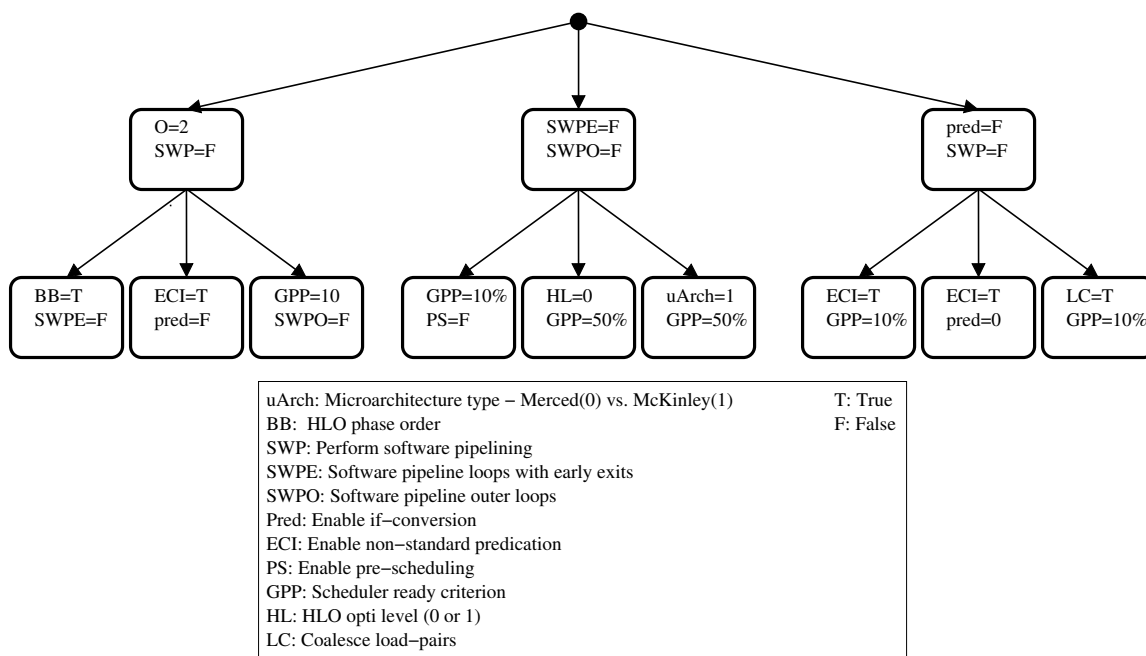 O=2
SWP=F
SWPE=F
SWPO=F
pred=F
SWP=F
BB=T
SWPE=F
ECI=T
pred=F
GPP=10
SWPO=F
GPP=10%
PS=F
HL=0
GPP=50%
uArch=1
GPP=50%
ECI=T
GPP=10%
ECI=T
pred=0
LC=T
GPP=10%
uArch: Microarchitecture type − Merced(0) vs. McKinley(1)
T: True
BB: HLO phase order
F: False
SWP: Perform software pipelining
SWPE: Software pipeline loops with early exits
SWPO: Software pipeline outer loops
Pred: Enable if−conversion
ECI: Enable non−standard predication
PS: Enable pre−scheduling
GPP: Scheduler ready criterion
HL: HLO opti level (0 or 1)
LC: Coalesce load−pairs